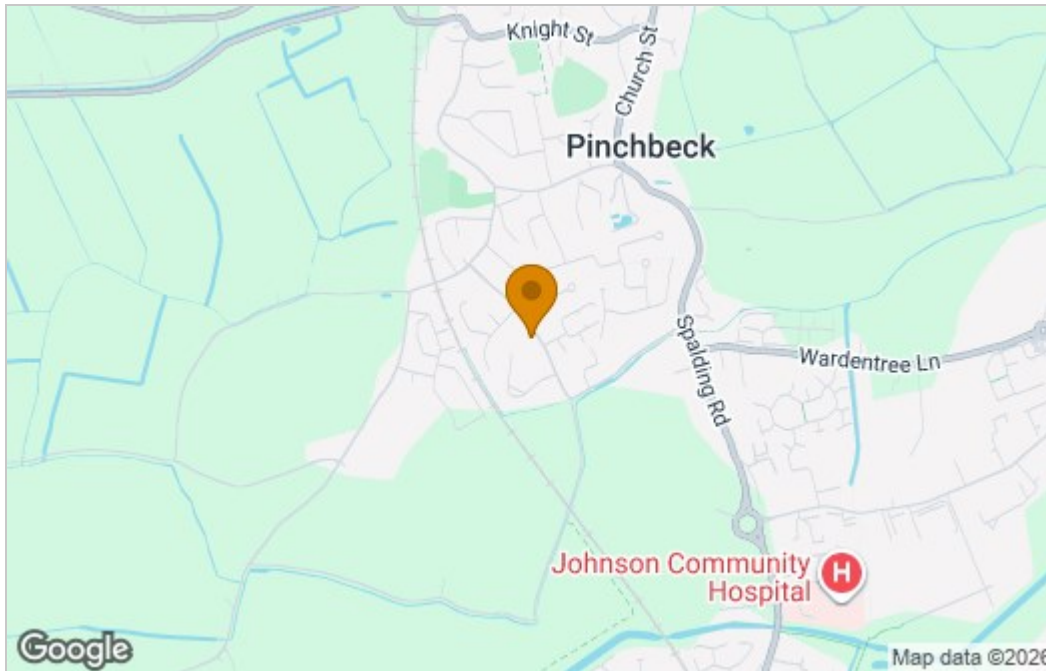 Knight St
Church St
Pinchbeck
Spalding Rd
Wardentree Ln
Johnson Community
Hospital
H
Google
Map data ©2026